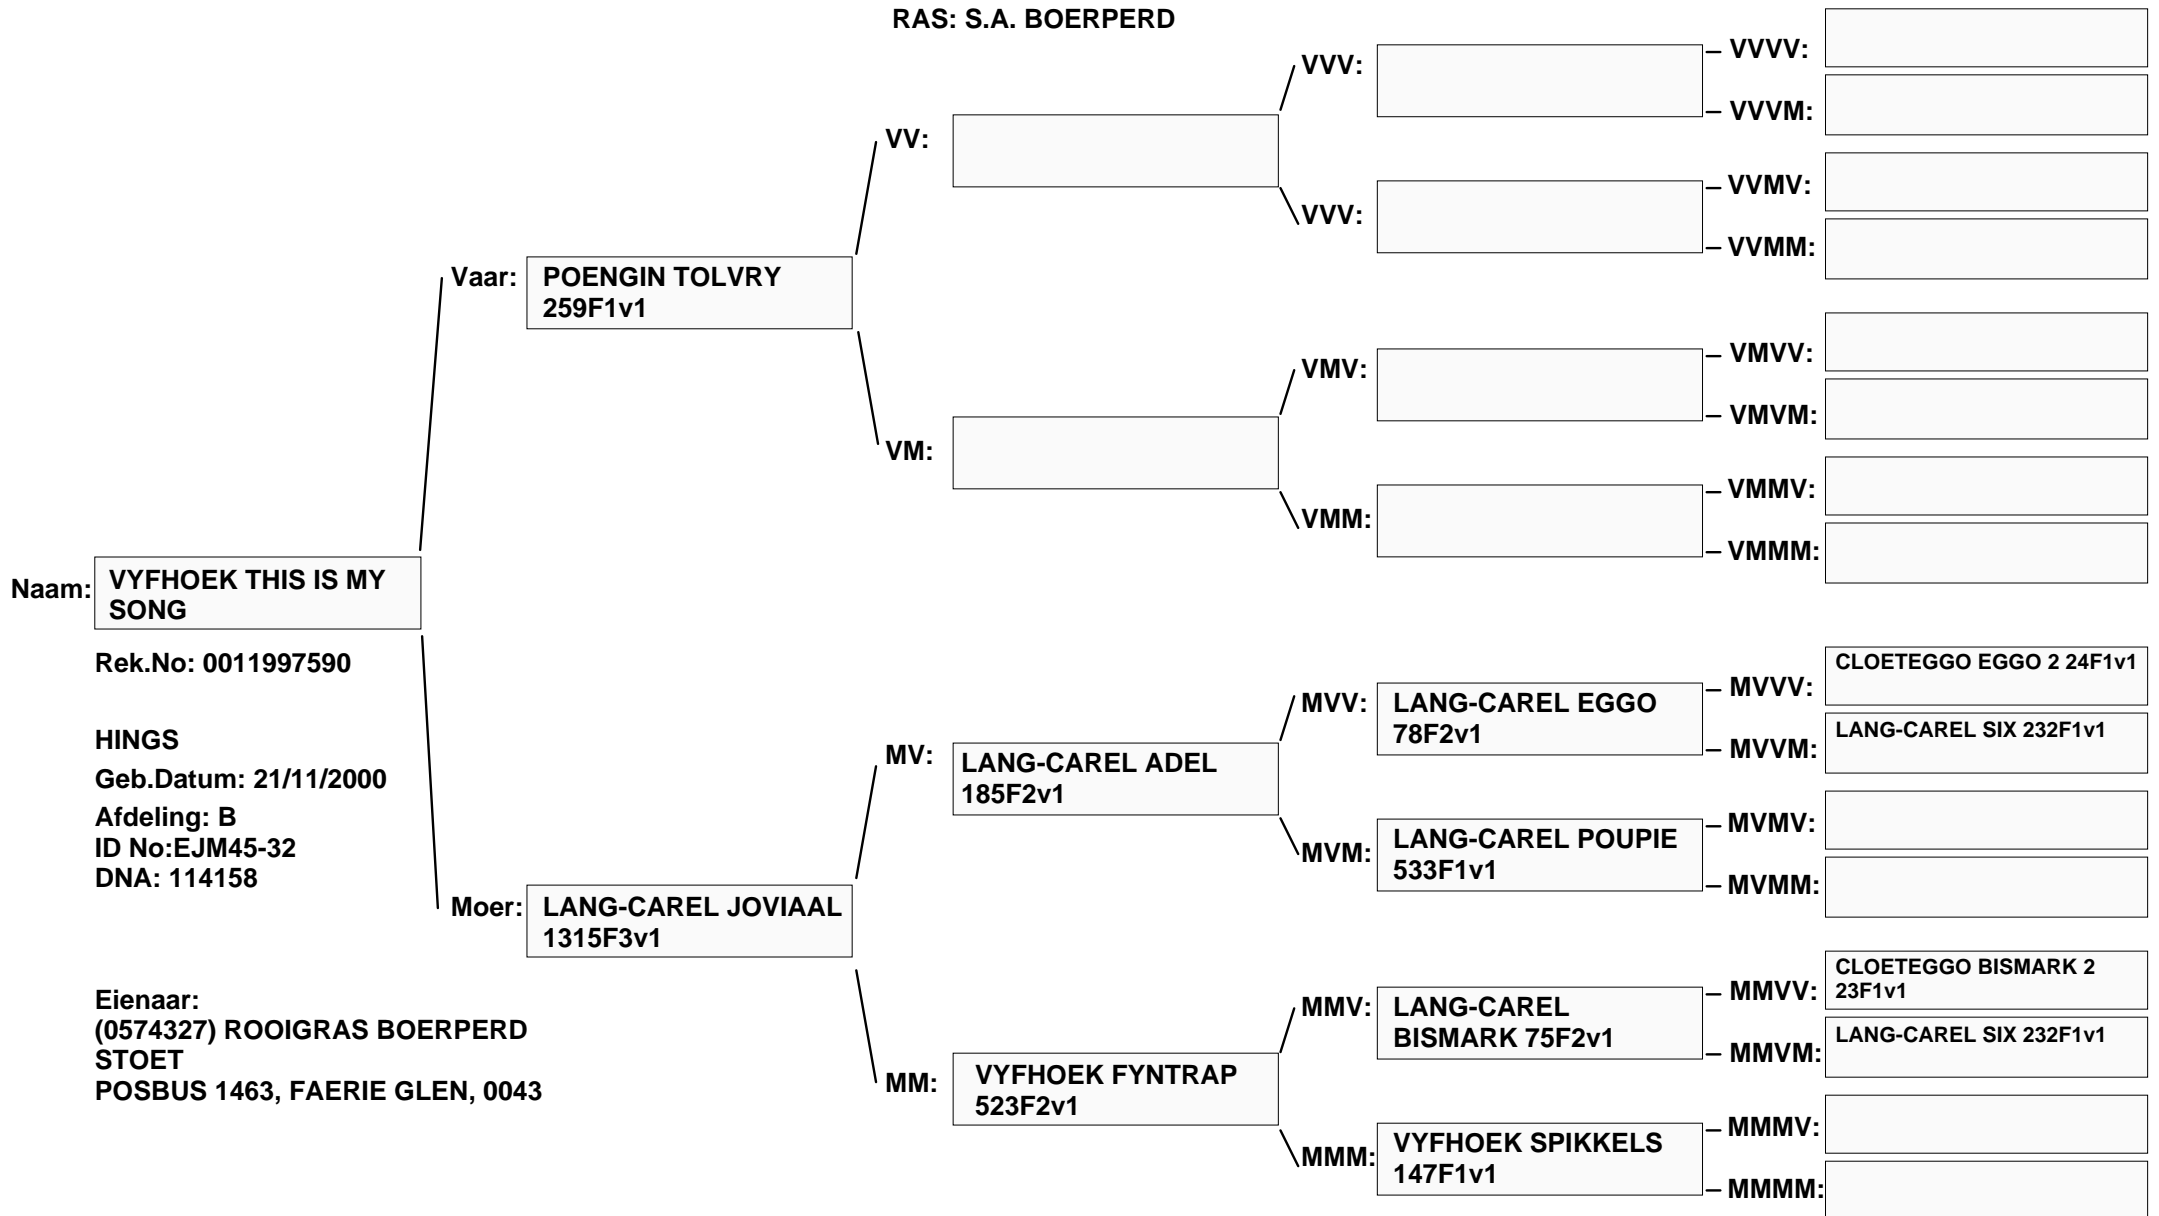 RAS: S.A. BOERPERD
Naam:
VYFHOEK THIS IS MY
SONG
Rek.No: 0011997590
HINGS
Geb.Datum: 21/11/2000
Afdeling: B
ID No:EJM45-32
DNA: 114158
Eienaar:
(0574327) ROOIGRAS BOERPERD
STOET
POSBUS 1463, FAERIE GLEN, 0043
Vaar:
POENGIN TOLVRY
259F1v1
Moer:
LANG-CAREL JOVIAAL
1315F3v1
VV:
VM:
MV:
LANG-CAREL ADEL
185F2v1
MM:
VYFHOEK FYNTRAP
523F2v1
VVV:
VVV:
VMV:
VMM:
MVV:
LANG-CAREL EGGO
78F2v1
MVM:
LANG-CAREL POUPIE
533F1v1
MMV:
LANG-CAREL
BISMARK 75F2v1
MMM:
VYFHOEK SPIKKELS
147F1v1
VVVV:
VVVM:
VVMV:
VVMM:
VMVV:
VMVM:
VMMV:
VMMM:
MVVV:
CLOETEGGO EGGO 2 24F1v1
MVVM:
LANG-CAREL SIX 232F1v1
MVMV:
MVMM:
MMVV:
CLOETEGGO BISMARK 2
23F1v1
MMVM:
LANG-CAREL SIX 232F1v1
MMMV:
MMMM: